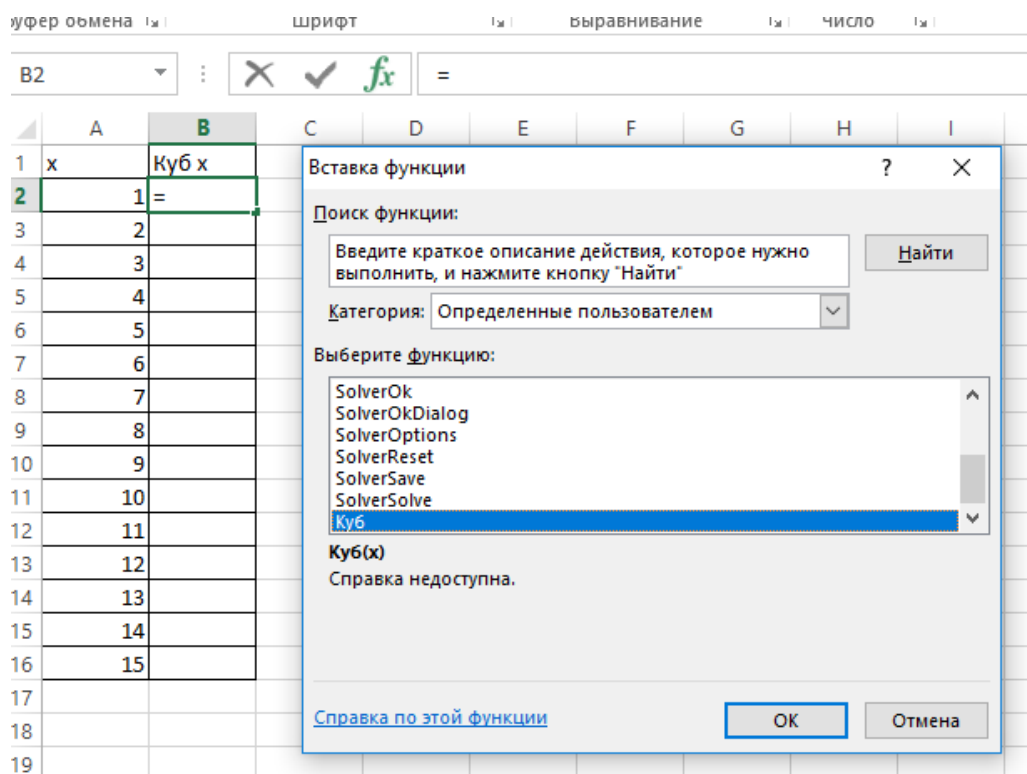 уфер обмена Шрифт Выравнивание Число
B2 fx =
A B C D E F G H I
1 x Куб x
2 1 =
3 2
4 3
5 4
6 5
7 6
8 7
9 8
10 9
11 10
12 11
13 12
14 13
15 14
16 15
17
18
19
Вставка функции ?
Поиск функции:
Введите краткое описание действия, которое нужно
выполнить, и нажмите кнопку "Найти"
Найти
Категория: Определенные пользователем
Выберите функцию:
SolverOk
SolverOkDialog
SolverOptions
SolverReset
SolverSave
SolverSolve
Куб
Куб(x)
Справка недоступна.
Справка по этой функции
ОК Отмена